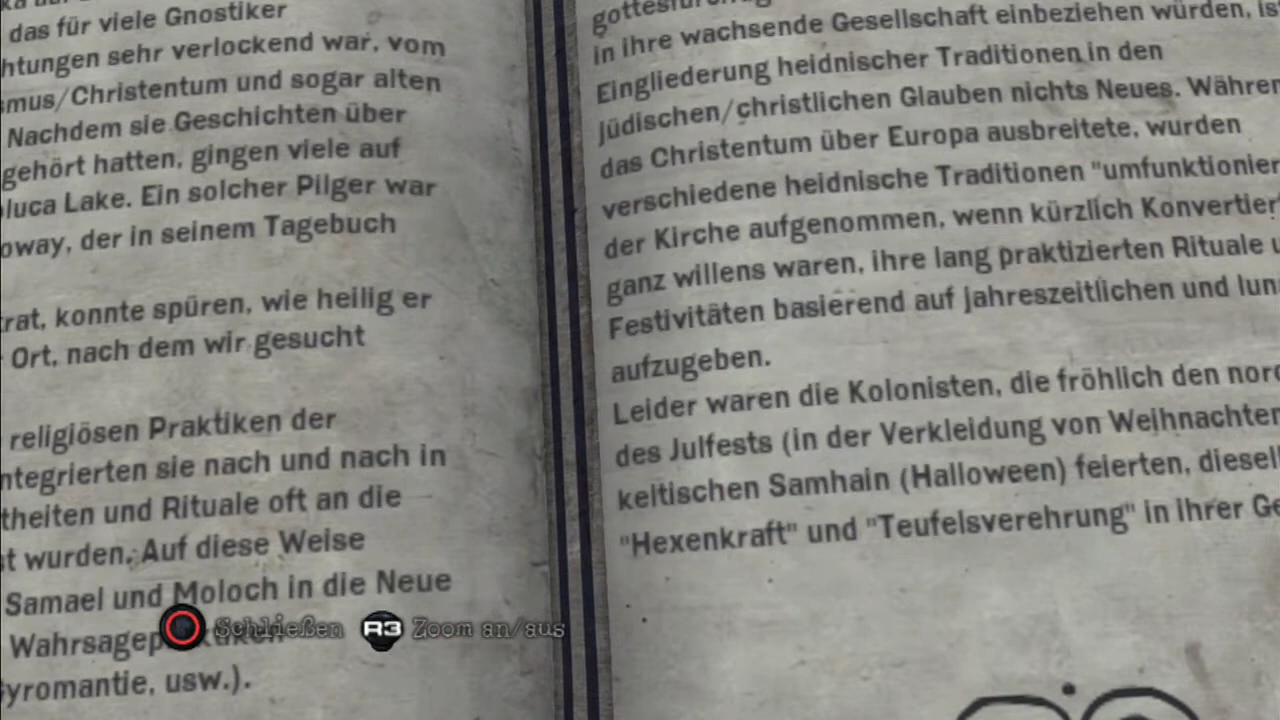 das für viele Gnostiker
htungen sehr verlockend war, vom
smus/Christentum und sogar alten
Nachdem sie Geschichten über
gehört hatten, gingen viele auf
luca Lake. Ein solcher Pilger war
oway, der in seinem Tagebuch
trat, konnte spüren, wie heilig er
Ort, nach dem wir gesucht
religiösen Praktiken der
ntegrierten sie nach und nach in
theiten und Rituale oft an die
st wurden. Auf diese Weise
Samael und Moloch in die Neue
yromantie, usw.).
in ihre wachsende Gesellschaft einbeziehen würden, is
Eingliederung heidnischer Traditionen in den
jüdischen/christlichen Glauben nichts Neues. Währen
das Christentum über Europa ausbreitete, wurden
verschiedene heidnische Traditionen "umfunktionier
der Kirche aufgenommen, wenn kürzlich Konvertier
ganz willens waren, ihre lang praktizierten Rituale u
Festivitäten basierend auf jahreszeitlichen und lun
aufzugeben.
Leider waren die Kolonisten, die fröhlich den nord
des Julfests (in der Verkleidung von Weihnachten
keltischen Samhain (Halloween) feierten, diesel
"Hexenkraft" und "Teufelsverehrung" in ihrer Ge
Schließen R3 Zoom an/aus